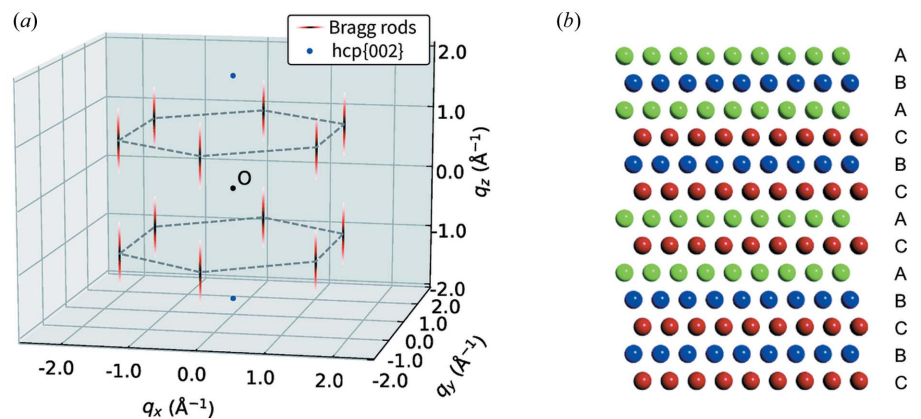 (a)
Bragg rods
hcp{002}
O
2.0
1.0
0.0
-1.0
-2.0
qz (Å⁻¹)
-2.0
-1.0
0.0
1.0
2.0
qx (Å⁻¹)
2.0
1.0
0.0
-1.0
-2.0
qy (Å⁻¹)
(b)
A
B
A
C
B
C
A
C
A
B
C
B
C